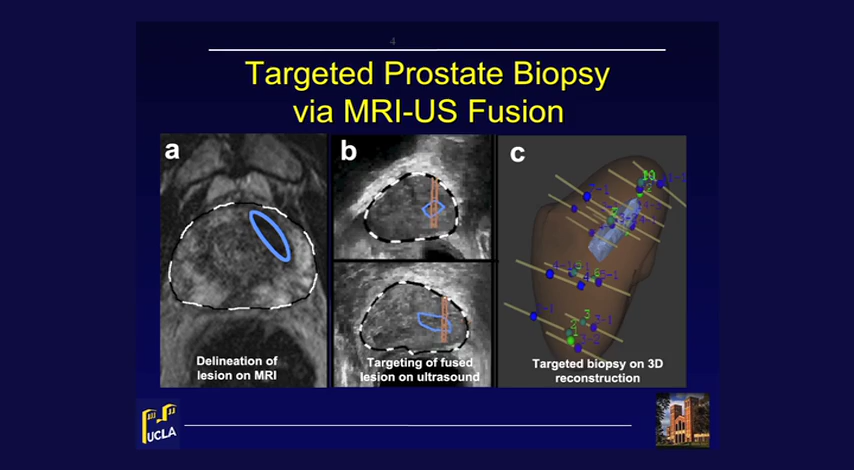 4
Targeted Prostate Biopsy
via MRI-US Fusion
a
b
c
Delineation of
lesion on MRI
Targeting of fused
lesion on ultrasound
Targeted biopsy on 3D
reconstruction
UCLA